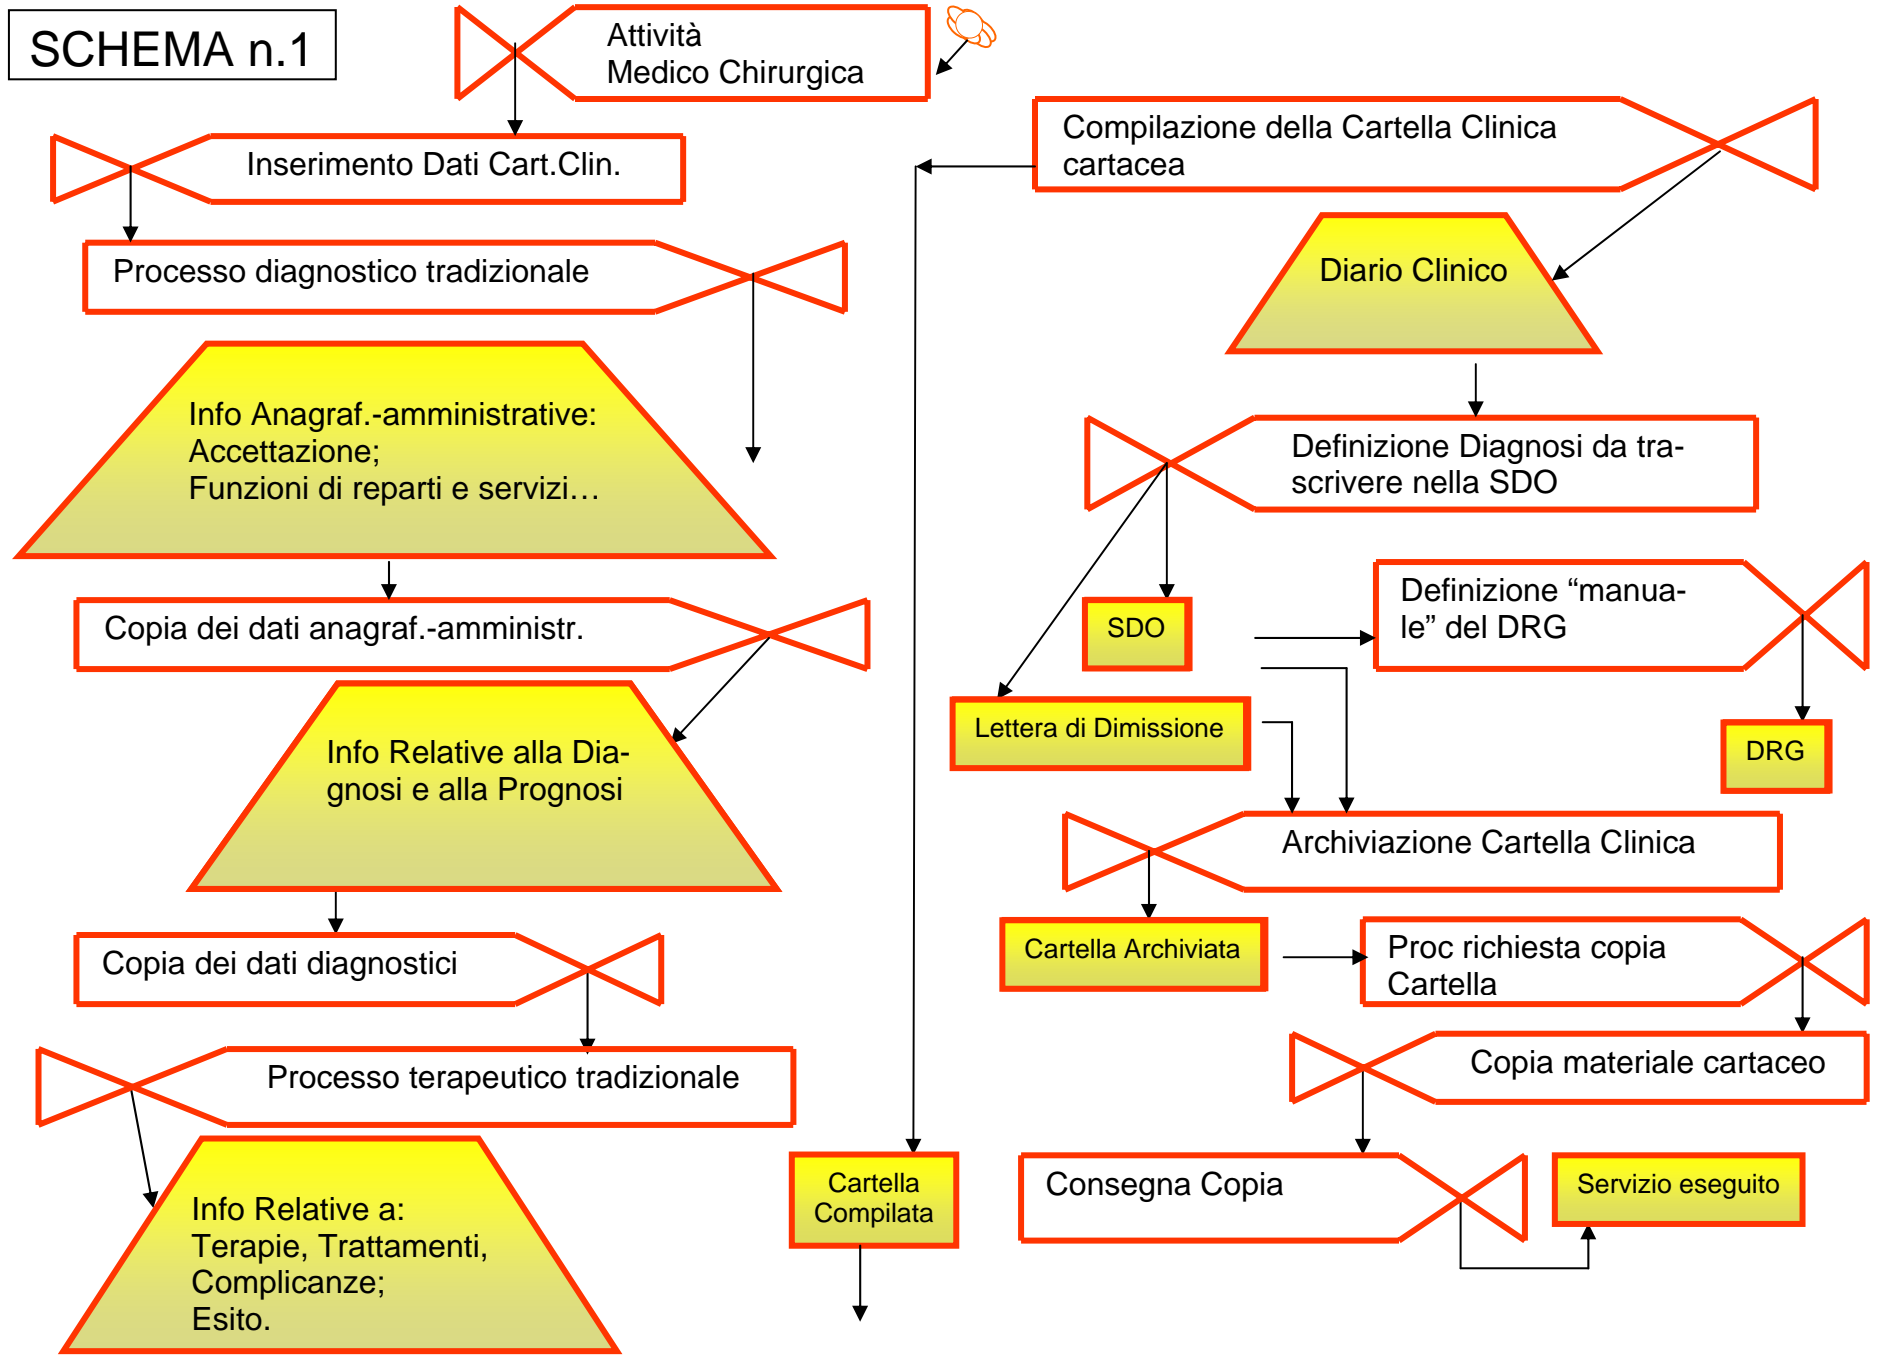 SCHEMA n.1
Attività
Medico Chirurgica
Inserimento Dati Cart.Clin.
Processo diagnostico tradizionale
Info Anagraf.-amministrative:
Accettazione;
Funzioni di reparti e servizi…
Copia dei dati anagraf.-amministr.
Info Relative alla Dia-
gnosi e alla Prognosi
Copia dei dati diagnostici
Processo terapeutico tradizionale
Info Relative a:
Terapie, Trattamenti,
Complicanze;
Esito.
Compilazione della Cartella Clinica
cartacea
Diario Clinico
Definizione Diagnosi da tra-
scrivere nella SDO
SDO
Definizione “manua-
le” del DRG
Lettera di Dimissione
DRG
Archiviazione Cartella Clinica
Cartella Archiviata
Proc richiesta copia
Cartella
Copia materiale cartaceo
Cartella
Compilata
Consegna Copia
Servizio eseguito